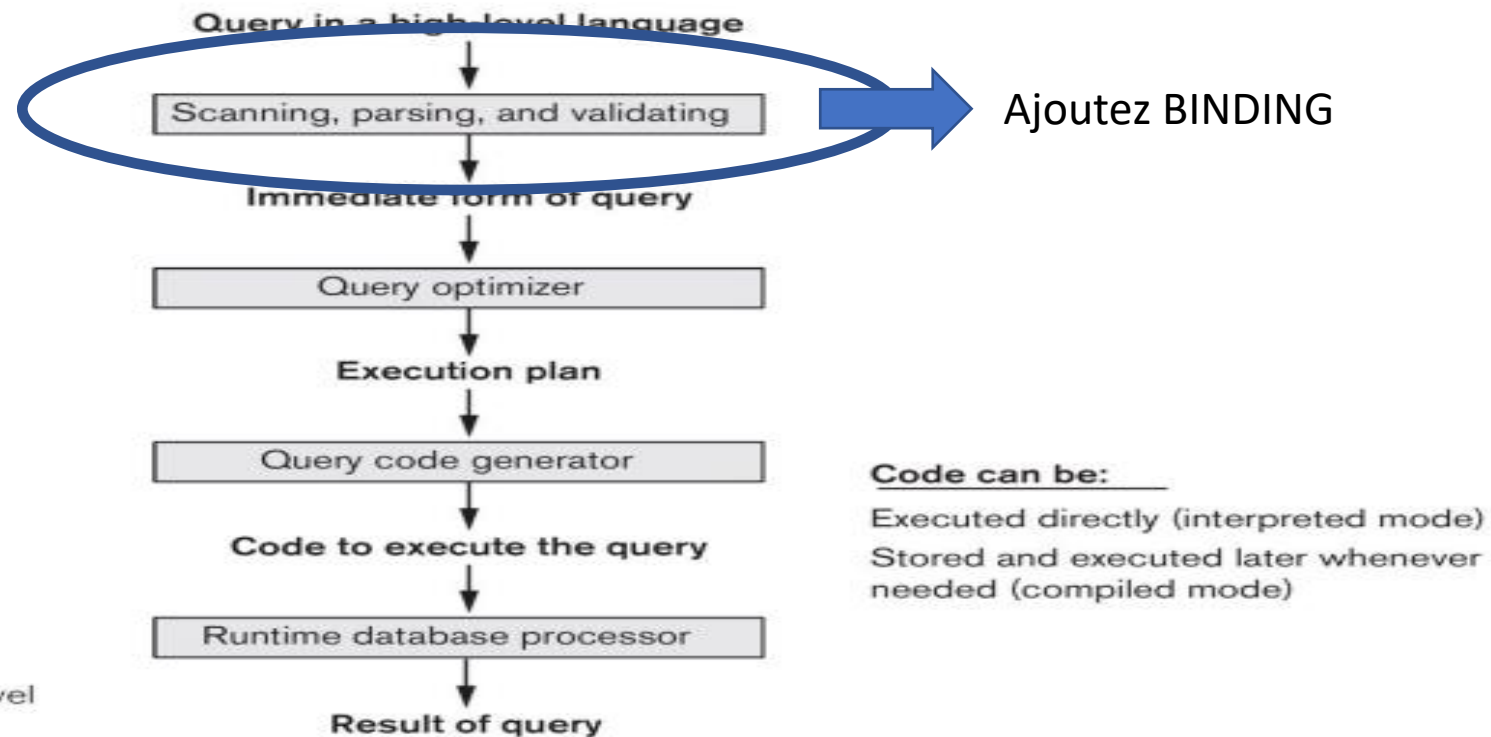 Query in a high-level language
Scanning, parsing, and validating
Ajoutez BINDING
Immediate form of query
Query optimizer
Execution plan
Query code generator
Code can be:
Executed directly (interpreted mode)
Code to execute the query
Stored and executed later whenever
needed (compiled mode)
Runtime database processor
Result of query